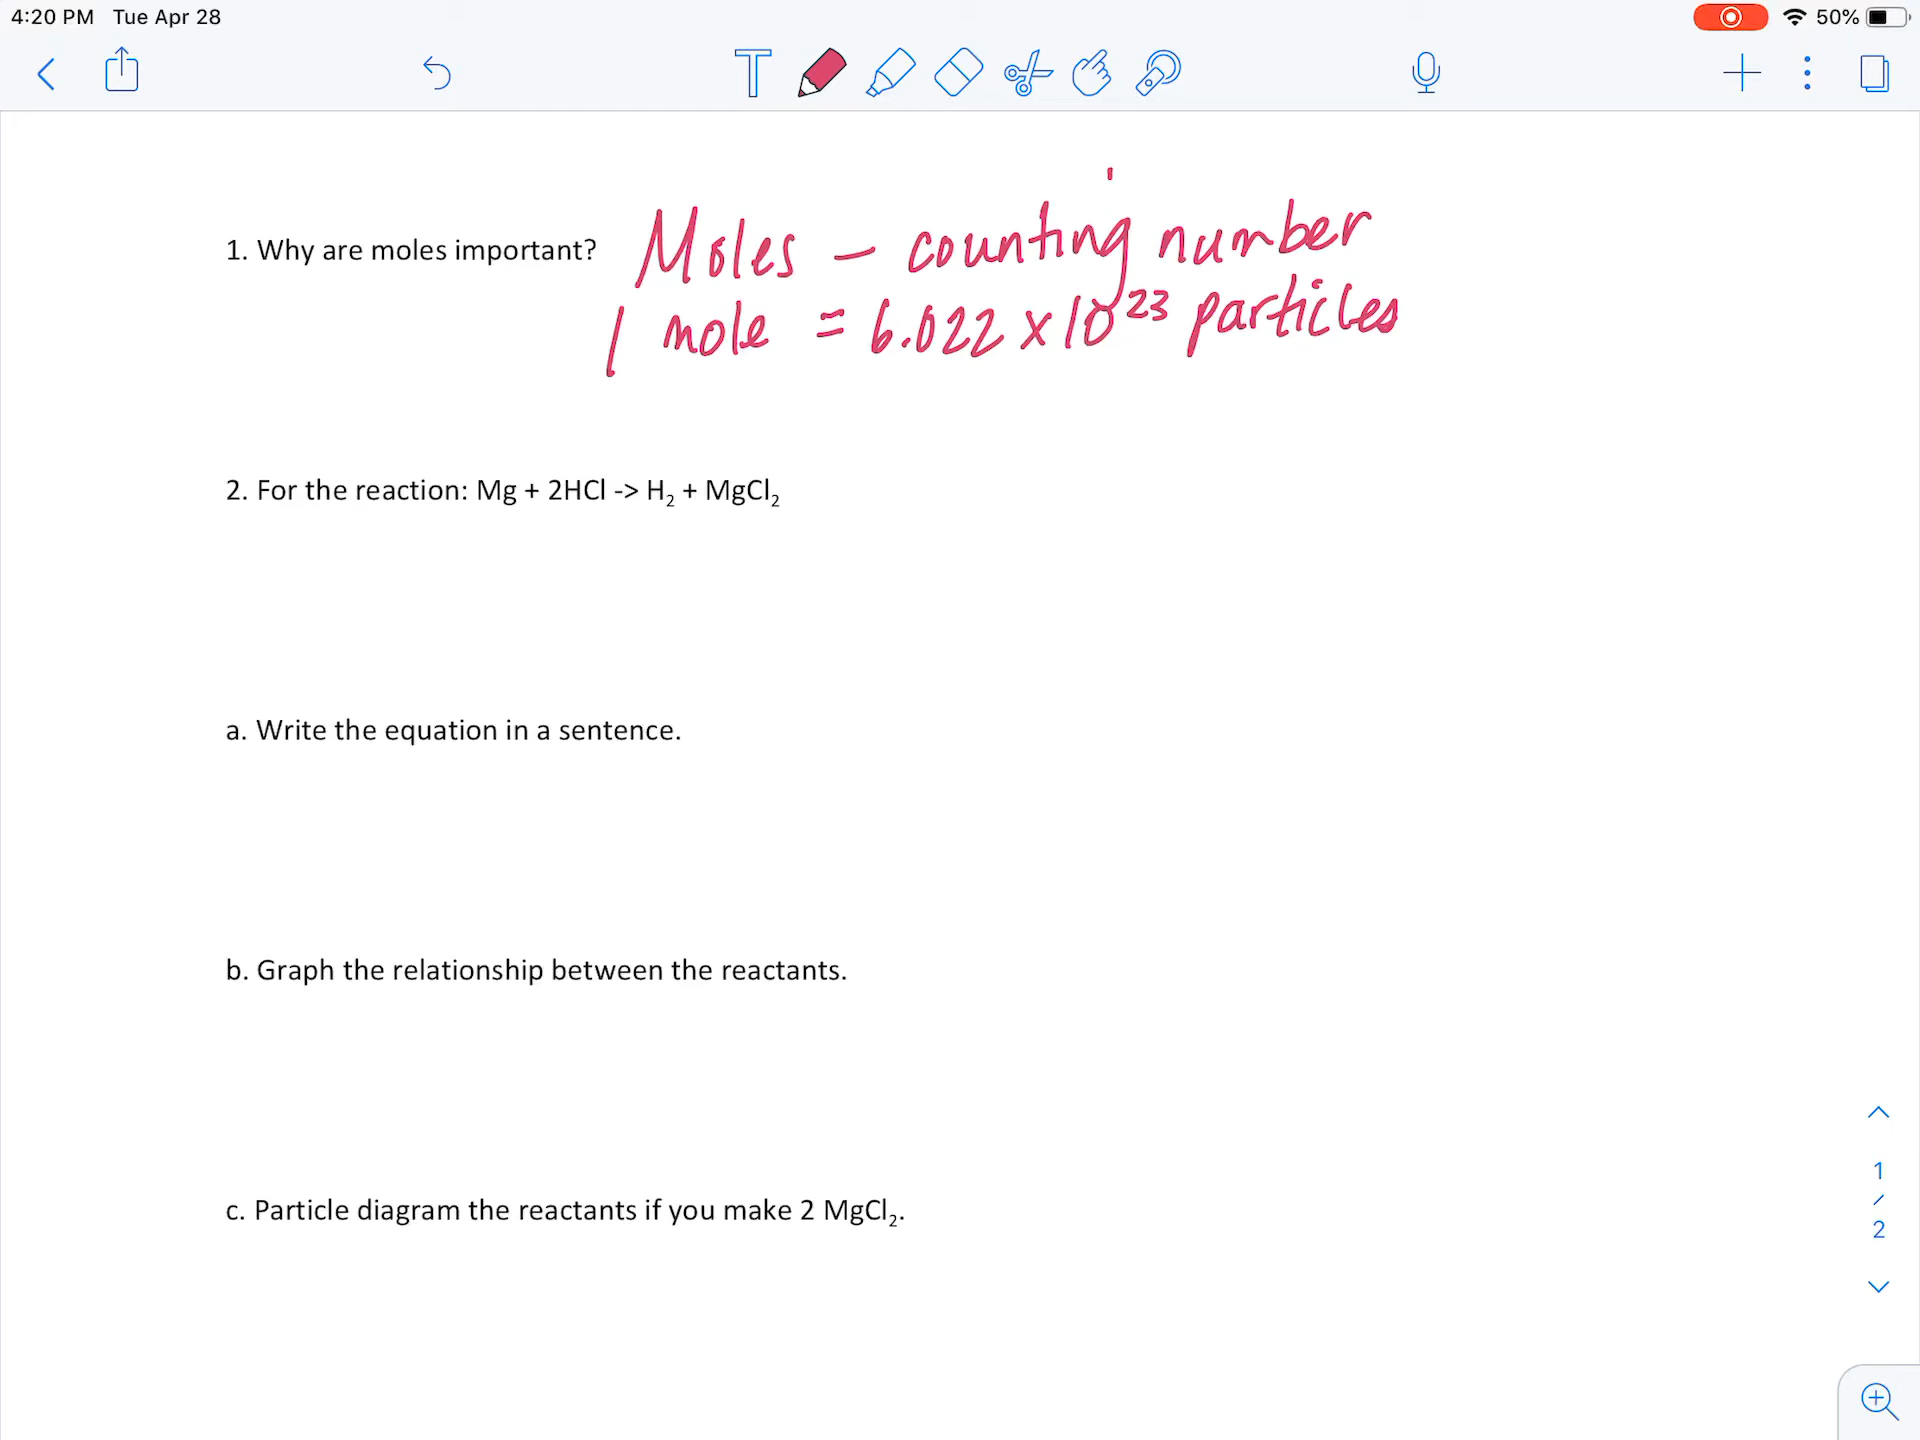 4:20 PM Tue Apr 28
50%
T
1. Why are moles important?
Moles – counting number
1 mole = 6.022 x 10²³ particles
2. For the reaction: Mg + 2HCl -> H₂ + MgCl₂
a. Write the equation in a sentence.
b. Graph the relationship between the reactants.
c. Particle diagram the reactants if you make 2 MgCl₂.
1
/
2